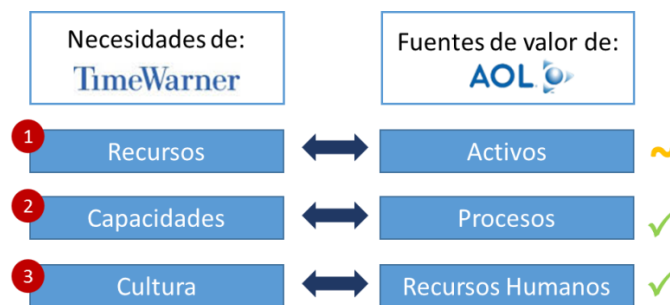 Necesidades de:
TimeWarner
Fuentes de valor de:
AOL
1
Recursos
Activos
~
2
Capacidades
Procesos
✓
3
Cultura
Recursos Humanos
✓